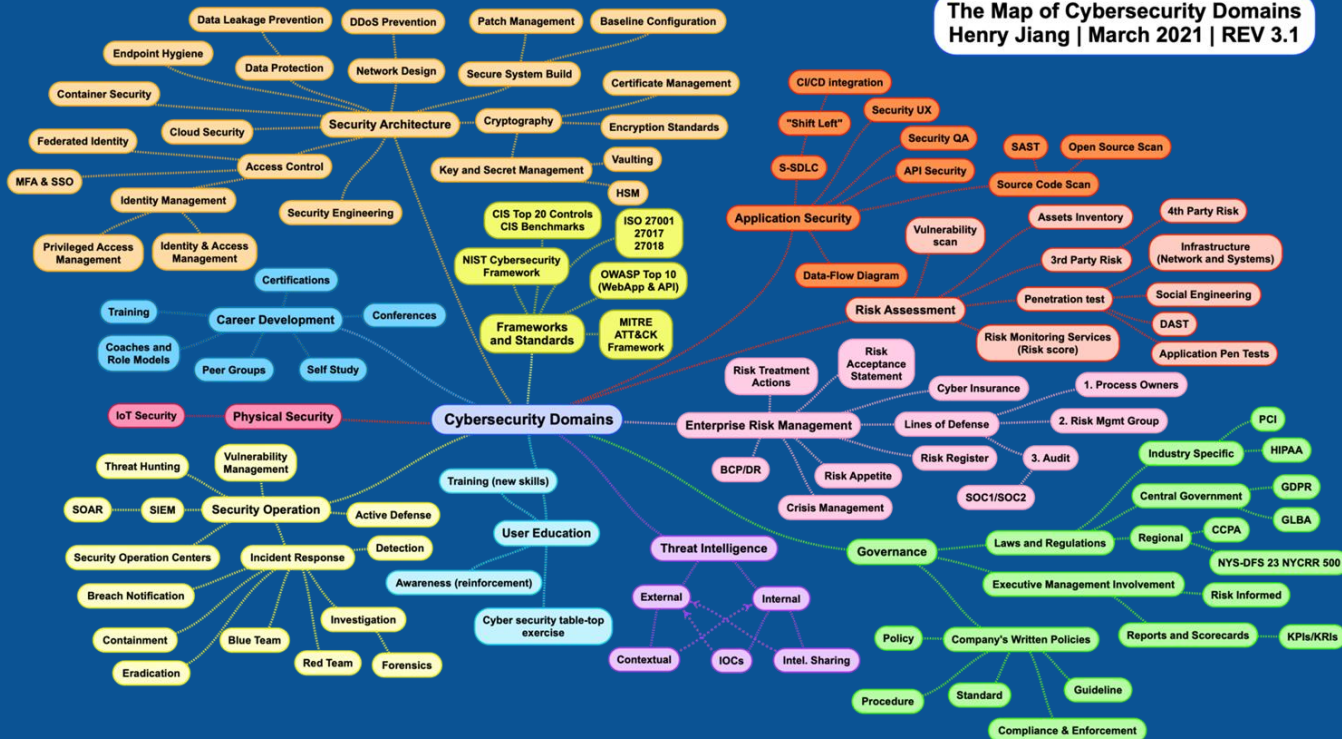 The Map of Cybersecurity Domains
Henry Jiang | March 2021 | REV 3.1
Data Leakage Prevention
DDoS Prevention
Patch Management
Baseline Configuration
Endpoint Hygiene
Data Protection
Network Design
Secure System Build
Container Security
Certificate Management
Security Architecture
Cryptography
Encryption Standards
Cloud Security
Federated Identity
Access Control
Key and Secret Management
Vaulting
HSM
MFA & SSO
Identity Management
Security Engineering
Privileged Access
Management
Identity & Access
Management
CIS Top 20 Controls
CIS Benchmarks
ISO 27001
27017
27018
NIST Cybersecurity
Framework
OWASP Top 10
(WebApp & API)
Frameworks
and Standards
MITRE
ATT&CK
Framework
CI/CD integration
"Shift Left"
Security UX
Security QA
S-SDLC
API Security
SAST
Open Source Scan
Source Code Scan
Application Security
Data-Flow Diagram
Vulnerability
scan
Assets Inventory
4th Party Risk
3rd Party Risk
Infrastructure
(Network and Systems)
Risk Assessment
Penetration test
Social Engineering
DAST
Risk Monitoring Services
(Risk score)
Application Pen Tests
Certifications
Training
Career Development
Conferences
Coaches and
Role Models
Peer Groups
Self Study
IoT Security
Physical Security
Cybersecurity Domains
Risk Treatment
Actions
Risk
Acceptance
Statement
Cyber Insurance
1. Process Owners
Enterprise Risk Management
Lines of Defense
2. Risk Mgmt Group
BCP/DR
Risk Appetite
Risk Register
3. Audit
Crisis Management
SOC1/SOC2
Threat Hunting
Vulnerability
Management
SOAR
SIEM
Security Operation
Active Defense
Security Operation Centers
Incident Response
Detection
Breach Notification
Investigation
Containment
Blue Team
Eradication
Red Team
Forensics
Training (new skills)
User Education
Awareness (reinforcement)
Cyber security table-top
exercise
Threat Intelligence
External
Internal
Contextual
IOCs
Intel. Sharing
Governance
Laws and Regulations
Industry Specific
PCI
HIPAA
Central Government
GDPR
GLBA
Regional
CCPA
NYS-DFS 23 NYCRR 500
Executive Management Involvement
Risk Informed
Reports and Scorecards
KPIs/KRIs
Company's Written Policies
Policy
Procedure
Standard
Guideline
Compliance & Enforcement